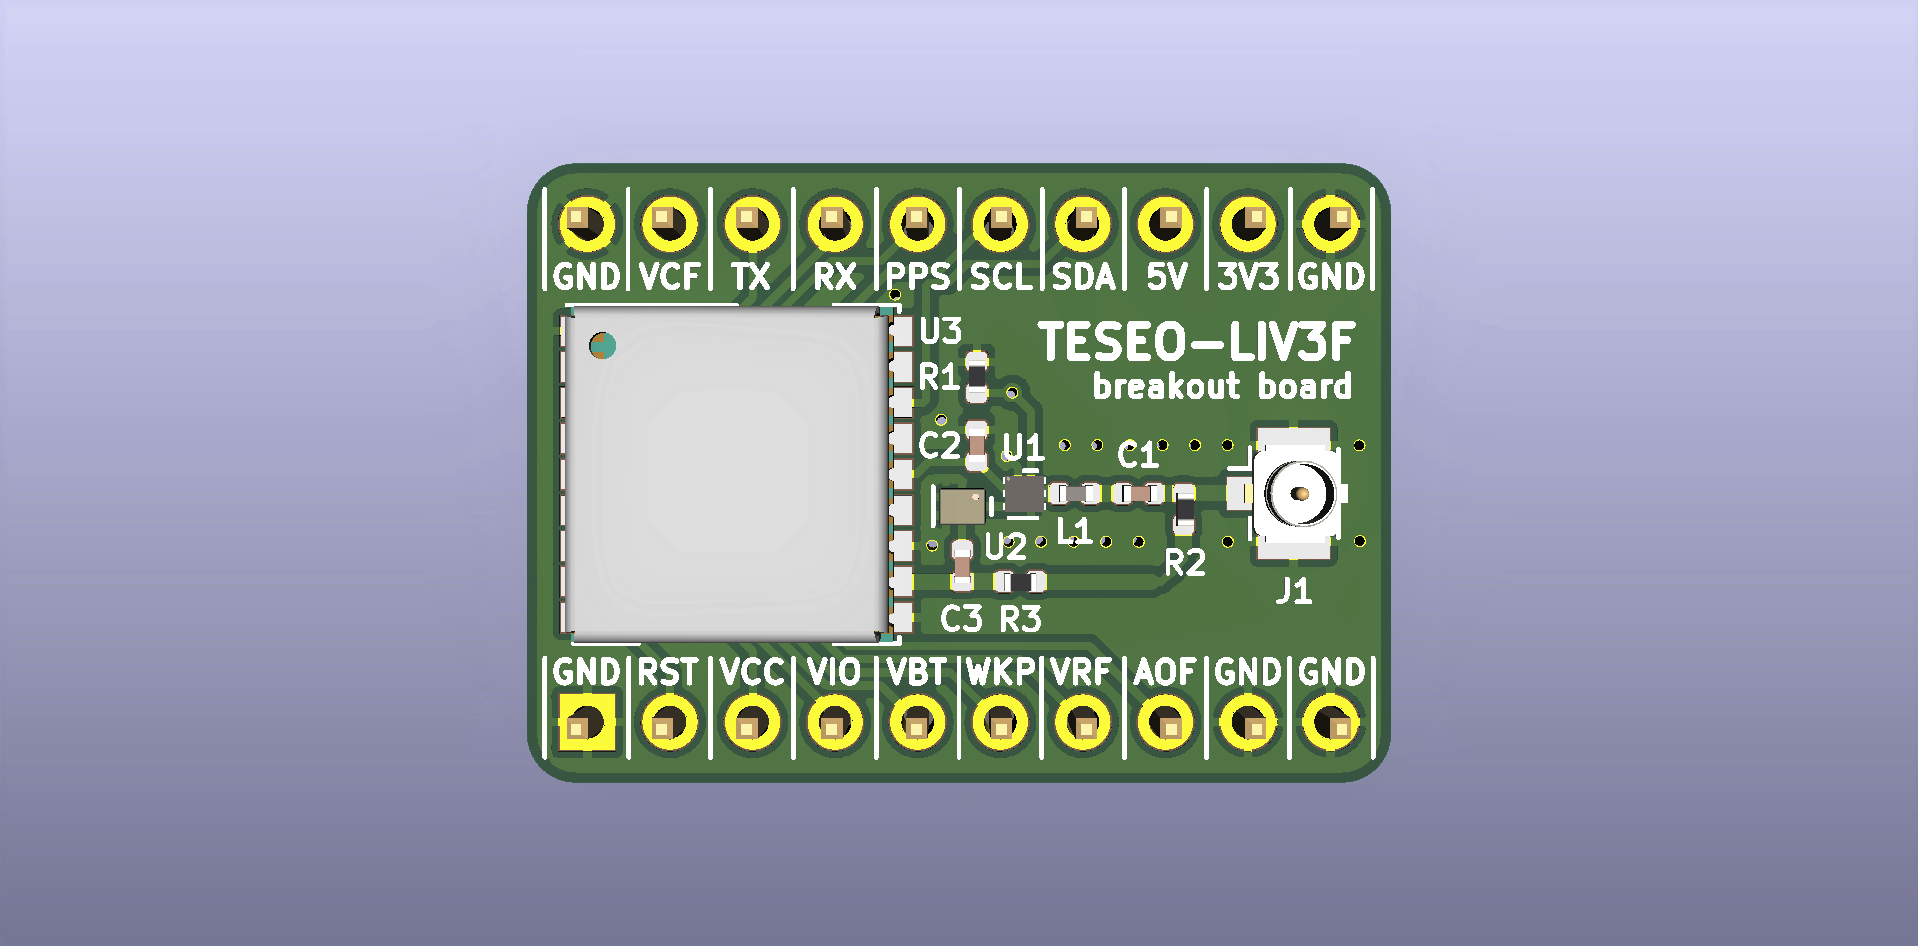 GND VCF TX RX PPS SCL SDA 5V 3V3 GND
U3
TESEO-LIV3F
R1
breakout board
C2
U1
C1
L1
U2
R2
J1
C3
R3
GND RST VCC VIO VBT WKP VRF AOF GND GND